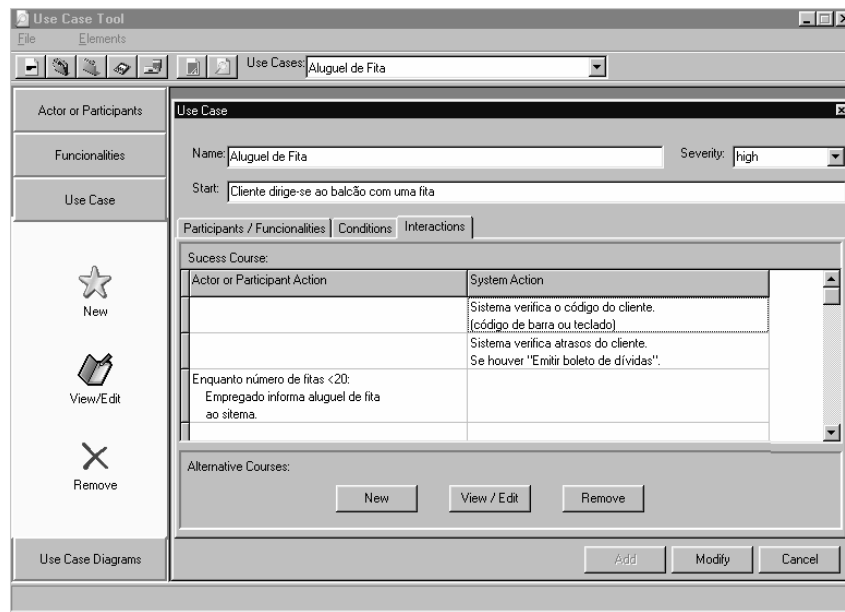 Use Case Tool
File Elements
Use Cases: Aluguel de Fita
Actor or Participants
Funcionalities
Use Case
New
View/Edit
Remove
Use Case Diagrams
Use Case
Name: Aluguel de Fita Severity: high
Start: Cliente dirige-se ao balcão com uma fita
Participants / Funcionalities Conditions Interactions
Sucess Course:
Actor or Participant Action System Action
Sistema verifica o código do cliente.
(código de barra ou teclado)
Sistema verifica atrasos do cliente.
Se houver "Emitir boleto de dívidas".
Enquanto número de fitas <20:
Empregado informa aluguel de fita
ao sitema.
Alternative Courses:
New View / Edit Remove
Add Modify Cancel